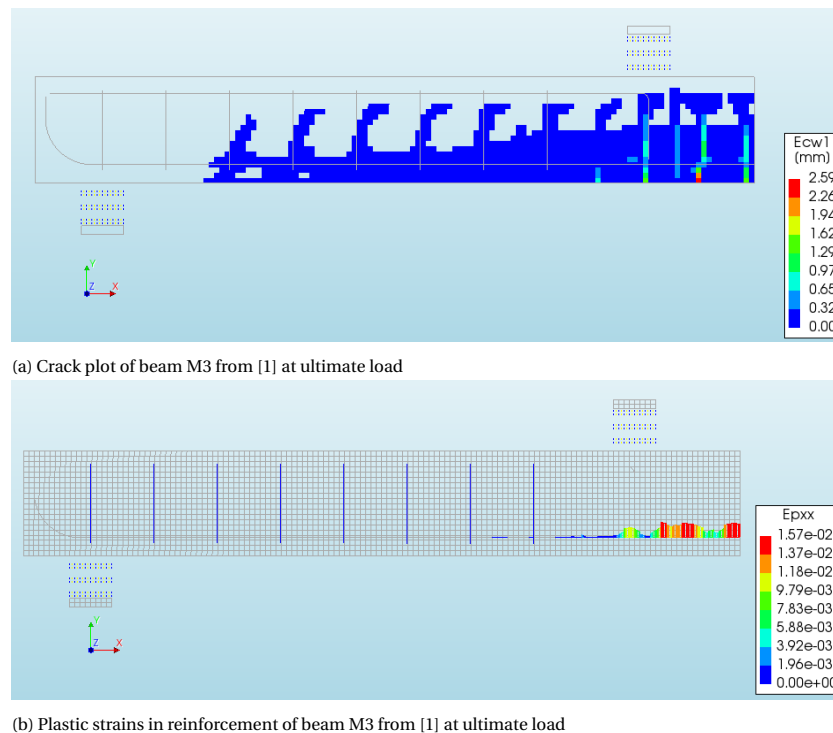 Ecw1
(mm)
2.59
2.26
1.94
1.62
1.29
0.97
0.65
0.32
0.00
Y
Z X
(a) Crack plot of beam M3 from [1] at ultimate load
Epxx
1.57e-02
1.37e-02
1.18e-02
9.79e-03
7.83e-03
5.88e-03
3.92e-03
1.96e-03
0.00e+00
Y
Z X
(b) Plastic strains in reinforcement of beam M3 from [1] at ultimate load